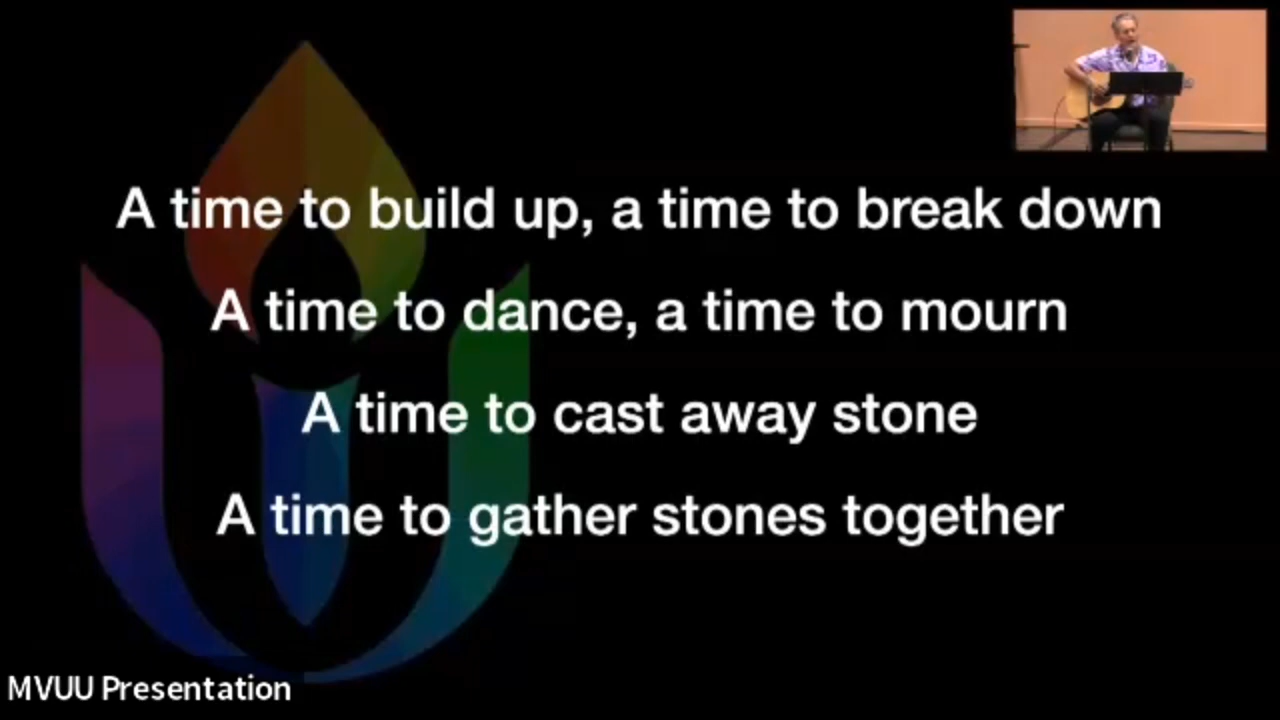 A time to build up, a time to break down
A time to dance, a time to mourn
A time to cast away stone
A time to gather stones together
MVUU Presentation